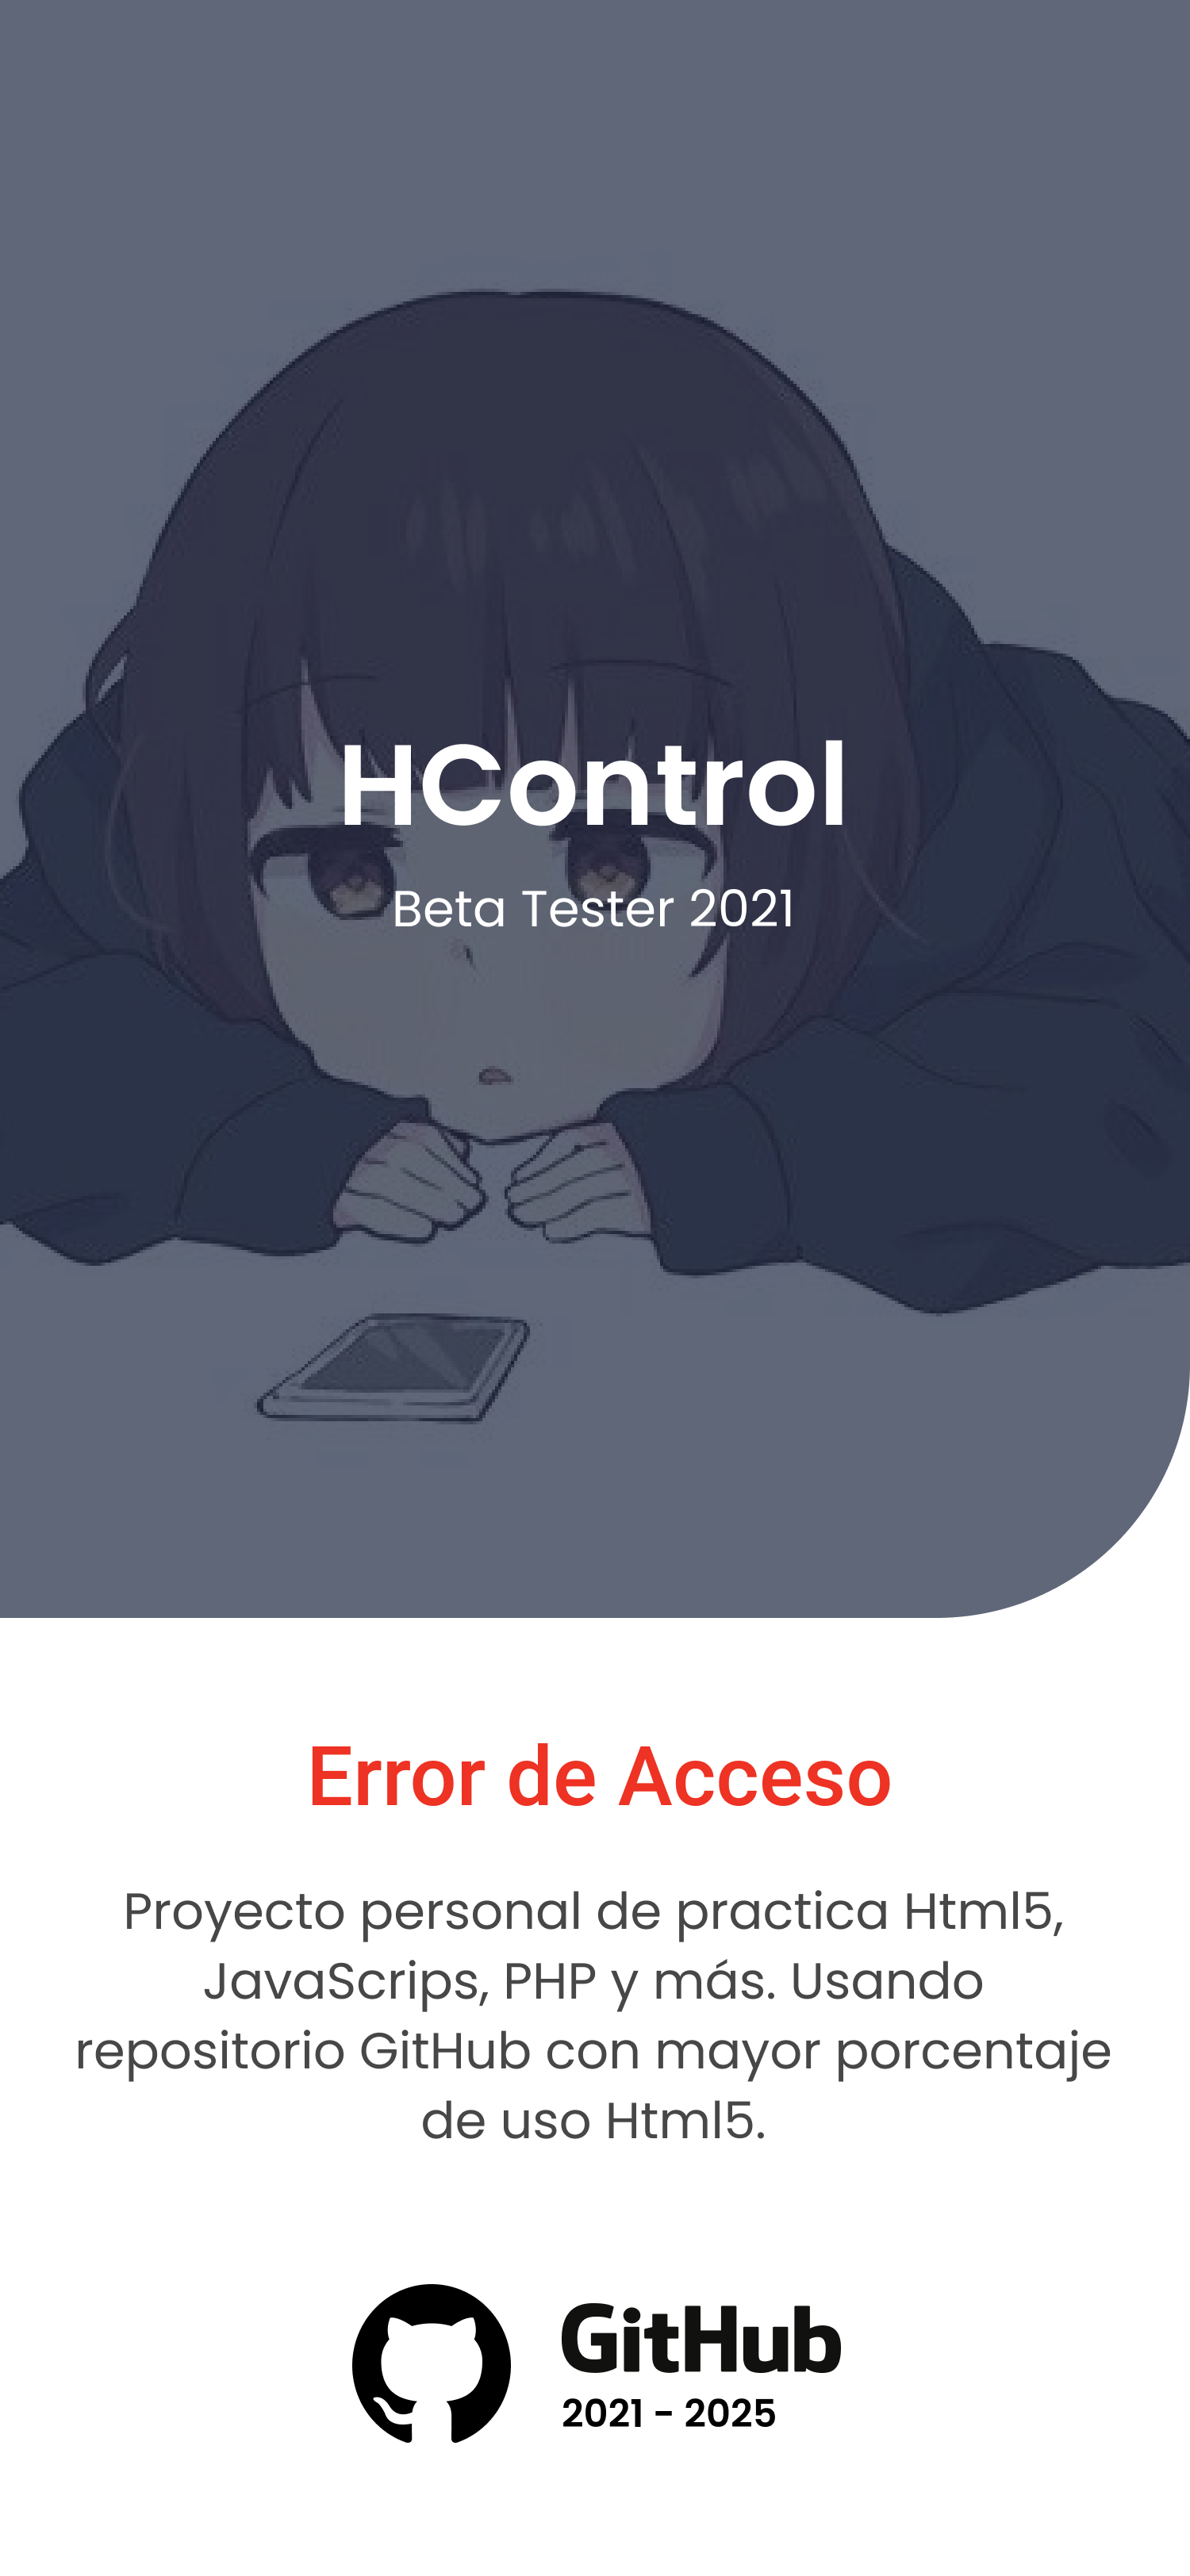 HControl
Beta Tester 2021
Error de Acceso
Proyecto personal de practica Html5,
JavaScrips, PHP y más. Usando
repositorio GitHub con mayor porcentaje
de uso Html5.
GitHub
2021 - 2025